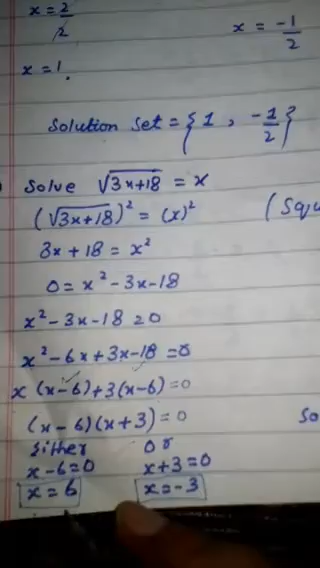 x = 2/2
x = -1/2
x = 1.
Solution Set = { 1 , -1/2 }
Solve √3x+18 = x
(√3x+18)² = (x)² (Squ
3x + 18 = x²
0 = x² - 3x - 18
x² - 3x - 18 = 0
x² - 6x + 3x - 18 = 0
x (x-6) + 3(x-6) = 0
(x-6)(x+3) = 0 So
Either or
x-6=0 x+3=0
x = 6 x = -3